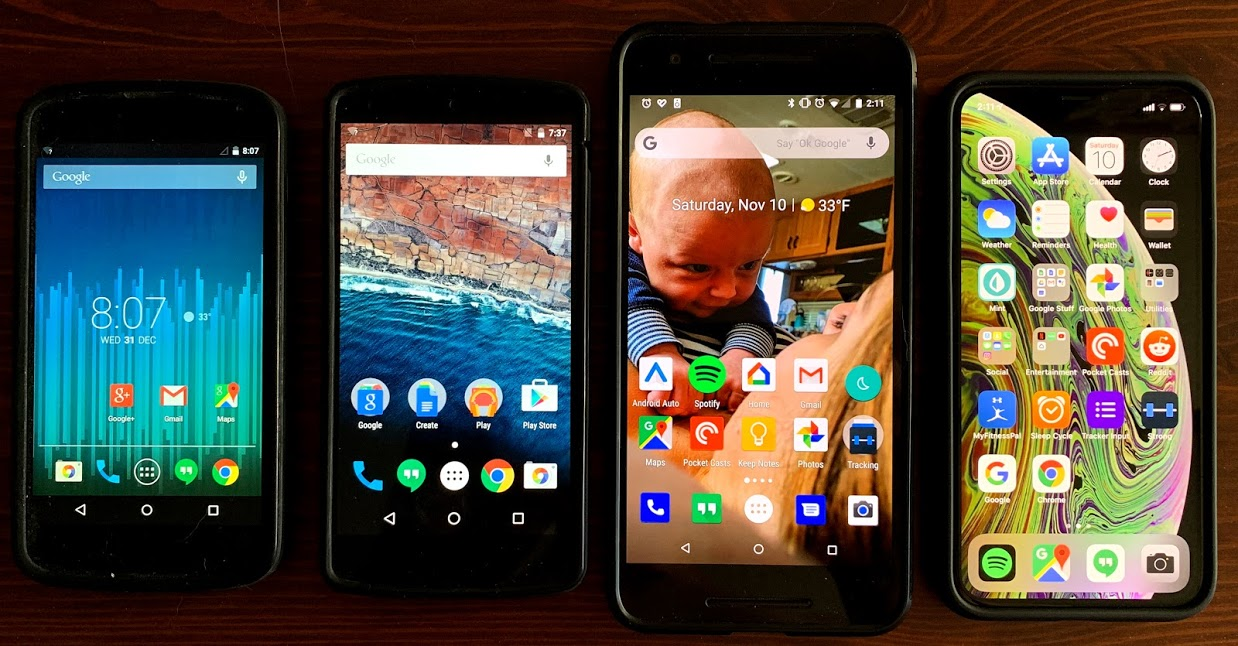 8:07
Google
8:07
33°
WED 31 DEC
Google+ Gmail Maps
7:37
Google
Google Create Play Play Store
2:11
G Say "Ok Google"
Saturday, Nov 10 | 33°F
Android Auto Spotify Home Gmail
Maps Pocket Casts Keep Notes Photos Tracking
2:11
Saturday
10
Settings App Store Calendar Clock
Weather Reminders Health Wallet
Mint Google Stuff Google Photos Utilities
Social Entertainment Pocket Casts Reddit
MyFitnessPal Sleep Cycle Tracker Input Strong
Google Chrome